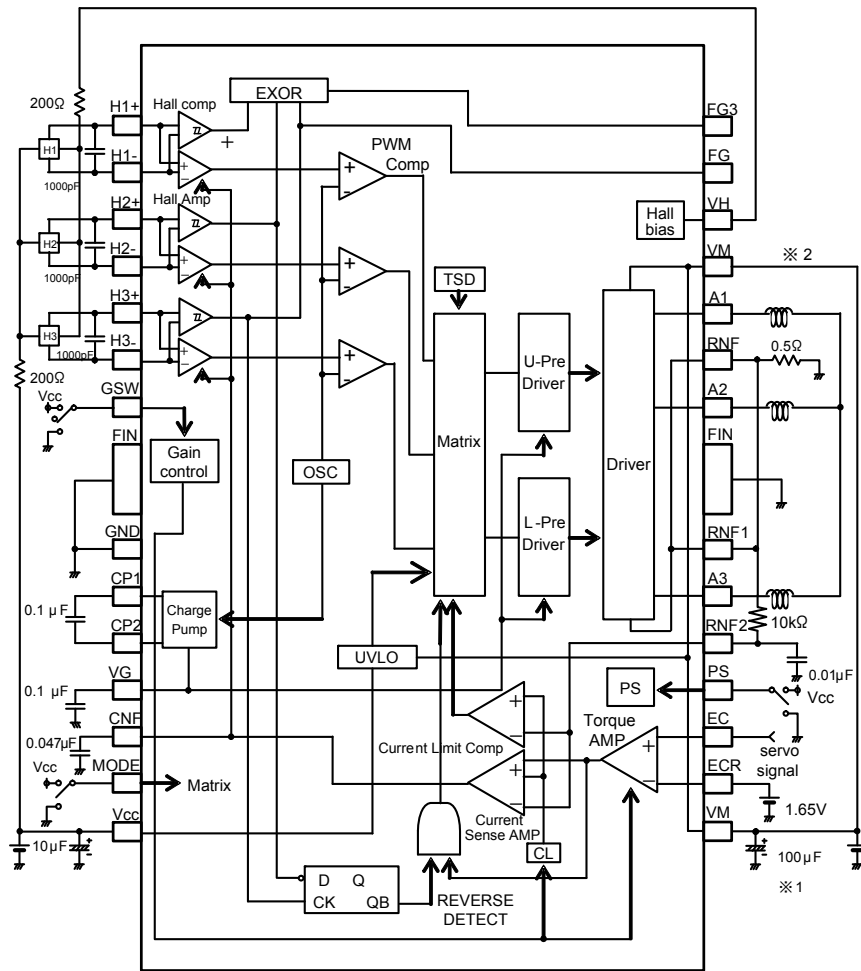 EXOR
Hall comp
200Ω
H1+
FG3
H1
+
PWM
Comp
FG
H1-
1000pF
Hall Amp
H2+
VH
Hall
bias
H2
H2-
1000pF
VM
※ 2
TSD
H3+
A1
H3
H3-
1000pF
RNF
0.5Ω
200Ω
U-Pre
Driver
GSW
Vcc
A2
FIN
Gain
control
OSC
Matrix
Driver
FIN
GND
L-Pre
Driver
RNF1
CP1
0.1 µF
Charge
Pump
CP2
A3
10kΩ
RNF2
UVLO
0.01µF
VG
0.1 µF
PS
PS
Vcc
CNF
0.047µF
Current Limit Comp
Torque
AMP
EC
servo
signal
Vcc
MODE
Matrix
ECR
1.65V
Vcc
10µF
Current
Sense AMP
CL
VM
100µF
※ 1
D Q
CK QB
REVERSE
DETECT
+
-
+
-
+
-
+
-
+
-
+
-
+
-
+
-
+
-